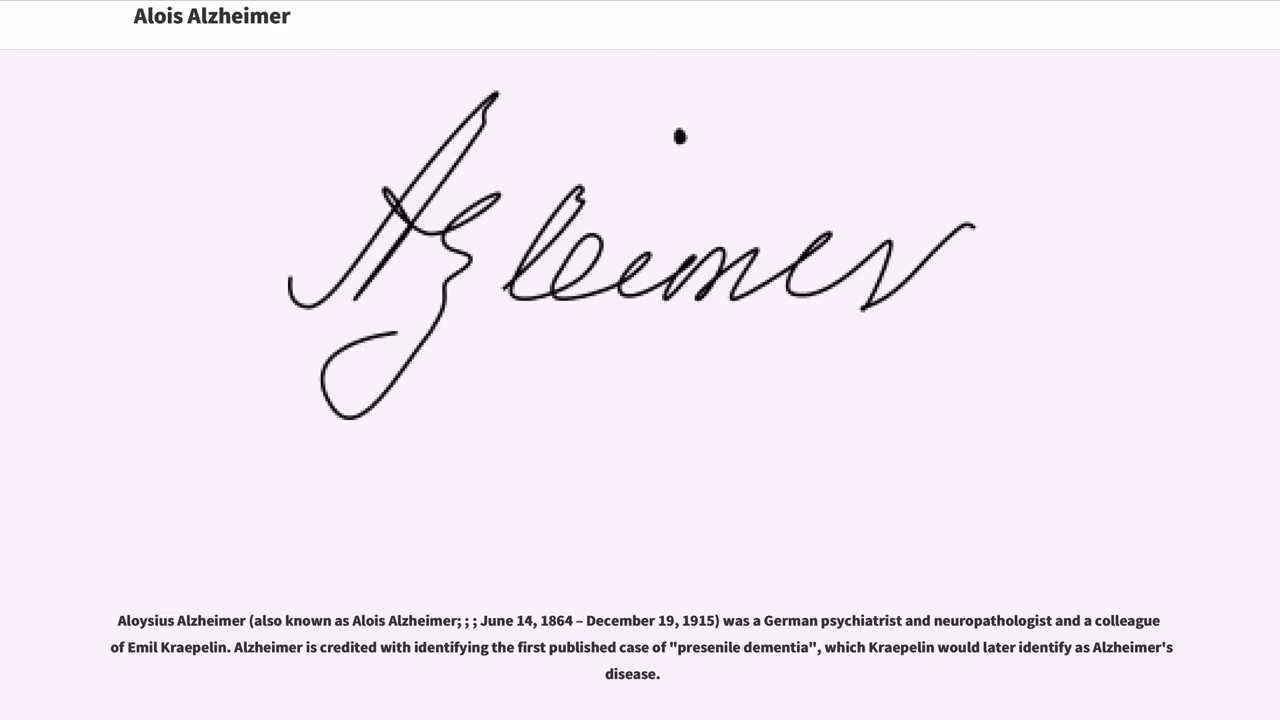 Alois Alzheimer
Alzheimer
Aloysius Alzheimer (also known as Alois Alzheimer; ; ; June 14, 1864 – December 19, 1915) was a German psychiatrist and neuropathologist and a colleague
of Emil Kraepelin. Alzheimer is credited with identifying the first published case of "presenile dementia", which Kraepelin would later identify as Alzheimer's
disease.